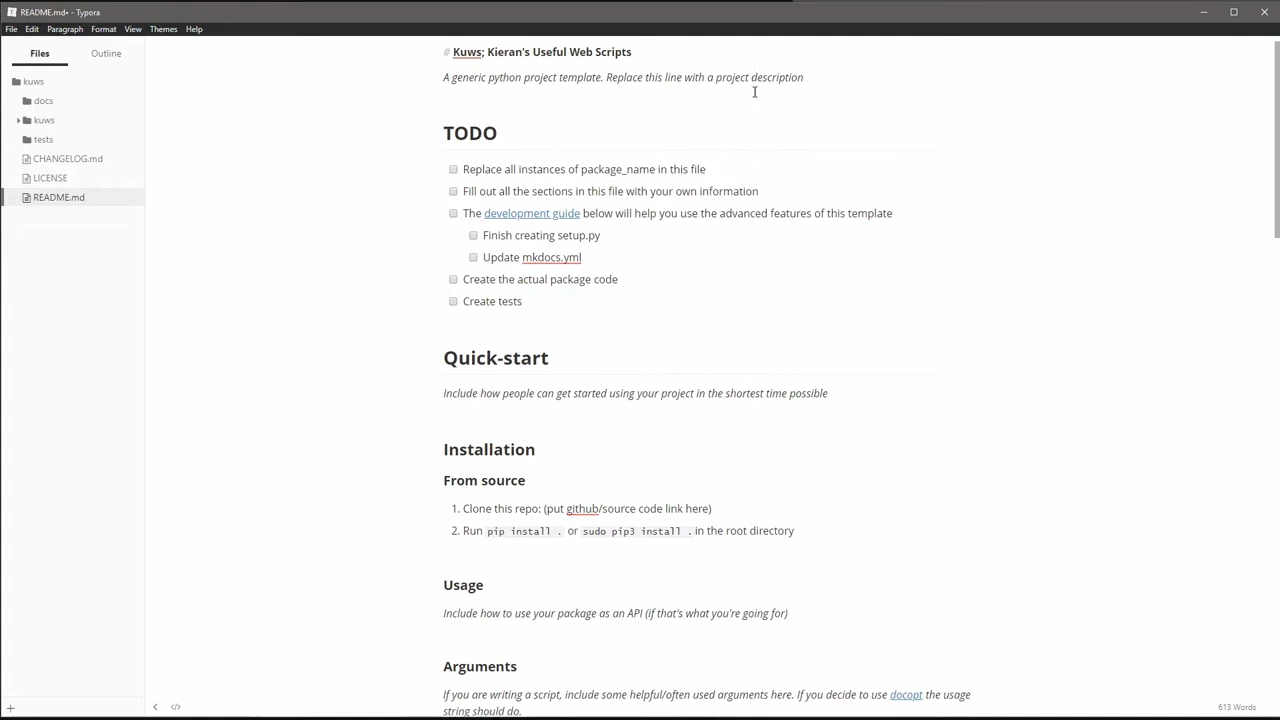 README.md• - Typora
File Edit Paragraph Format View Themes Help
Files Outline
kuws
docs
kuws
tests
CHANGELOG.md
LICENSE
README.md
# Kuws; Kieran's Useful Web Scripts
A generic python project template. Replace this line with a project description
TODO
Replace all instances of package_name in this file
Fill out all the sections in this file with your own information
The development guide below will help you use the advanced features of this template
Finish creating setup.py
Update mkdocs.yml
Create the actual package code
Create tests
Quick-start
Include how people can get started using your project in the shortest time possible
Installation
From source
1. Clone this repo: (put github/source code link here)
2. Run pip install . or sudo pip3 install . in the root directory
Usage
Include how to use your package as an API (if that's what you're going for)
Arguments
If you are writing a script, include some helpful/often used arguments here. If you decide to use docopt the usage
string should do.
613 Words